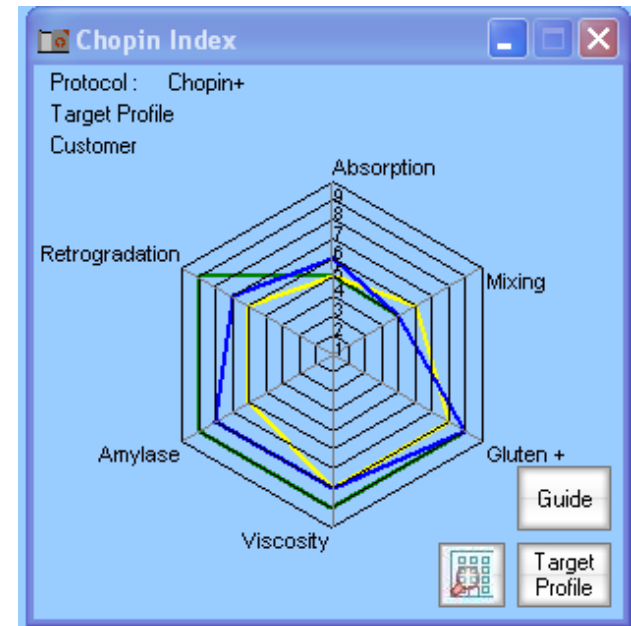 Chopin Index
Protocol : Chopin+
Target Profile
Customer
Absorption
9
8
7
6
5
4
3
2
1
Retrogradation
Mixing
Amylase
Gluten +
Viscosity
Guide
Target
Profile